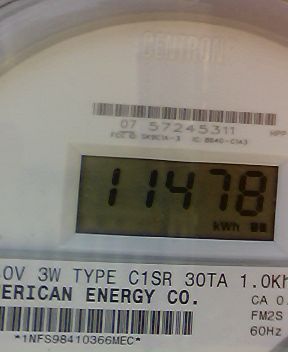 CENTRON
07 57245311
11478
kWh
.0V 3W TYPE C1SR 30TA 1.0Kh
ERICAN ENERGY CO.
CA 0.
FM2S
60Hz
*1NFS98410366MEC*